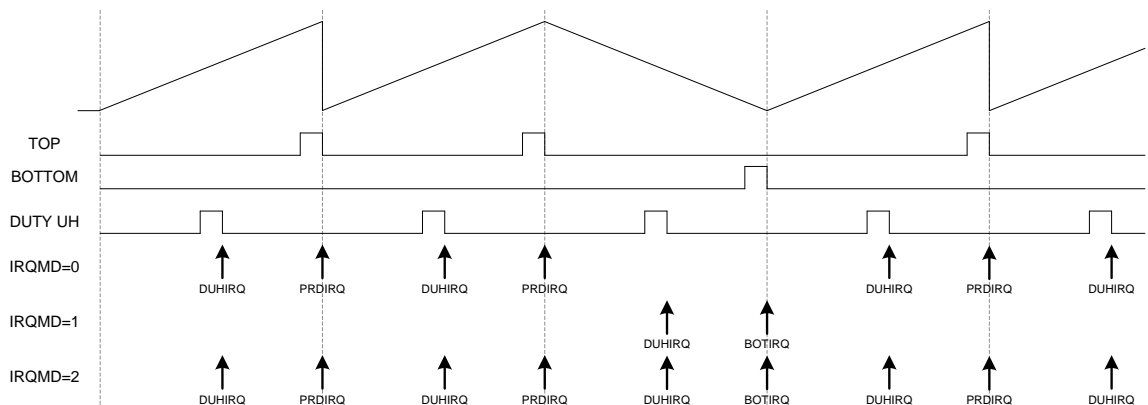 TOP
BOTTOM
DUTY UH
IRQMD=0
DUHIRQ PRDIRQ DUHIRQ PRDIRQ DUHIRQ PRDIRQ DUHIRQ
IRQMD=1
DUHIRQ BOTIRQ
IRQMD=2
DUHIRQ PRDIRQ DUHIRQ PRDIRQ DUHIRQ BOTIRQ DUHIRQ PRDIRQ DUHIRQ